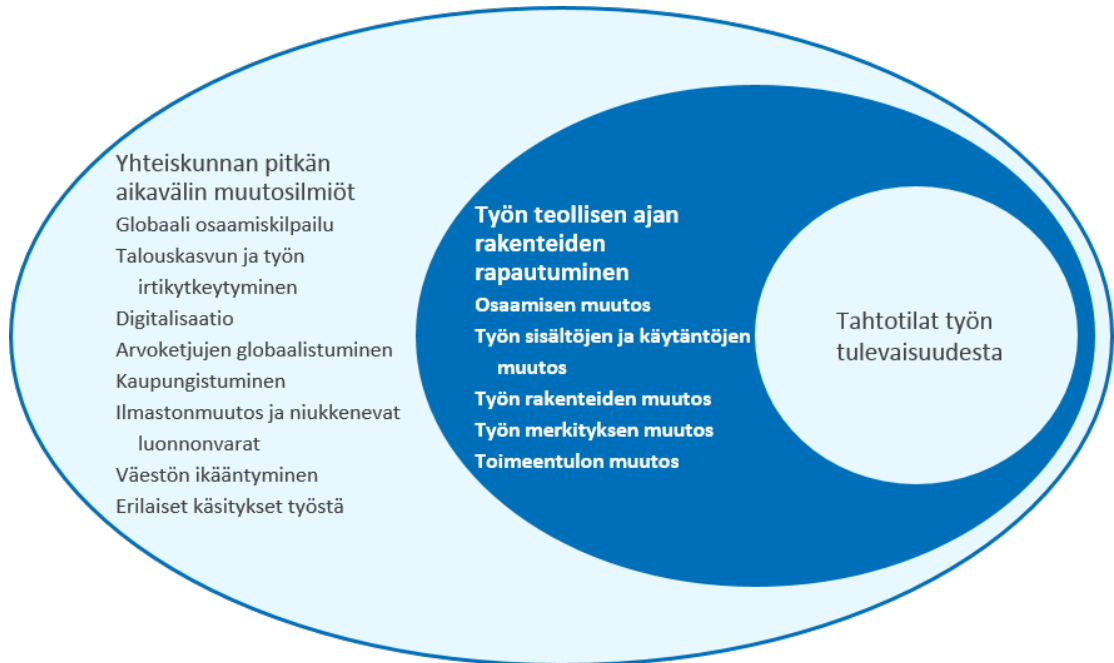 Yhteiskunnan pitkän
aikavälin muutosilmiöt
Globaali osaamiskilpailu
Talouskasvun ja työn
irtikytkeytyminen
Digitalisaatio
Arvoketjujen globaalistuminen
Kaupungistuminen
Ilmastonmuutos ja niukkenevat
luonnonvarat
Väestön ikääntyminen
Erilaiset käsitykset työstä
Työn teollisen ajan
rakenteiden
rapautuminen
Osaamisen muutos
Työn sisältöjen ja käytäntöjen
muutos
Työn rakenteiden muutos
Työn merkityksen muutos
Toimeentulon muutos
Tahtotilat työn
tulevaisuudesta